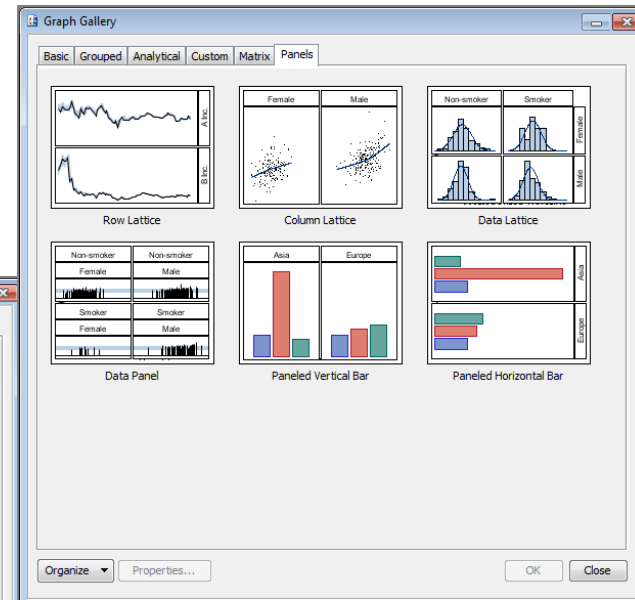 Graph Gallery
Basic Grouped Analytical Custom Matrix Panels
A Inc.
B Inc.
Row Lattice
Female Male
Column Lattice
Non-smoker Smoker
Female
Male
Data Lattice
Non-smoker Non-smoker
Female Male
Smoker Smoker
Female Male
Data Panel
Asia Europe
Paneled Vertical Bar
Asia
Europe
Paneled Horizontal Bar
Organize Properties... OK Close